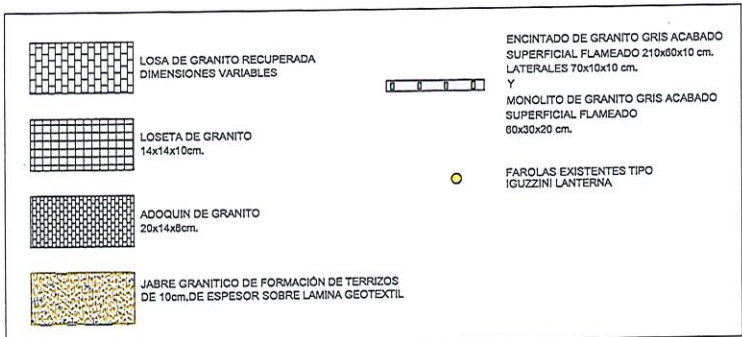 LOSA DE GRANITO RECUPERADA
DIMENSIONES VARIABLES
LOSETA DE GRANITO
14x14x10cm.
ADOQUIN DE GRANITO
20x14x8cm.
JABRE GRANITICO DE FORMACIÓN DE TERRIZOS
DE 10cm.DE ESPESOR SOBRE LAMINA GEOTEXTIL
ENCINTADO DE GRANITO GRIS ACABADO
SUPERFICIAL FLAMEADO 210x60x10 cm.
LATERALES 70x10x10 cm.
Y
MONOLITO DE GRANITO GRIS ACABADO
SUPERFICIAL FLAMEADO
60x30x20 cm.
FAROLAS EXISTENTES TIPO
IGUZZINI LANTERNA